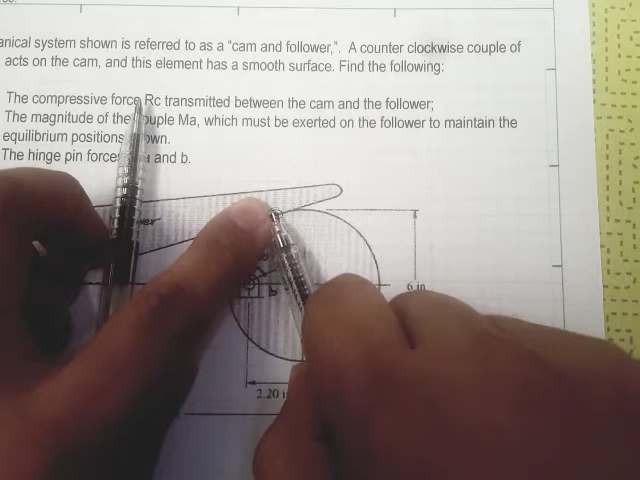 anical system shown is referred to as a “cam and follower,”. A counter clockwise couple of
acts on the cam, and this element has a smooth surface. Find the following:
The compressive force Rc transmitted between the cam and the follower;
The magnitude of the ouple Ma, which must be exerted on the follower to maintain the
equilibrium positions own.
The hinge pin force and b.
b
6 in
2.20 i